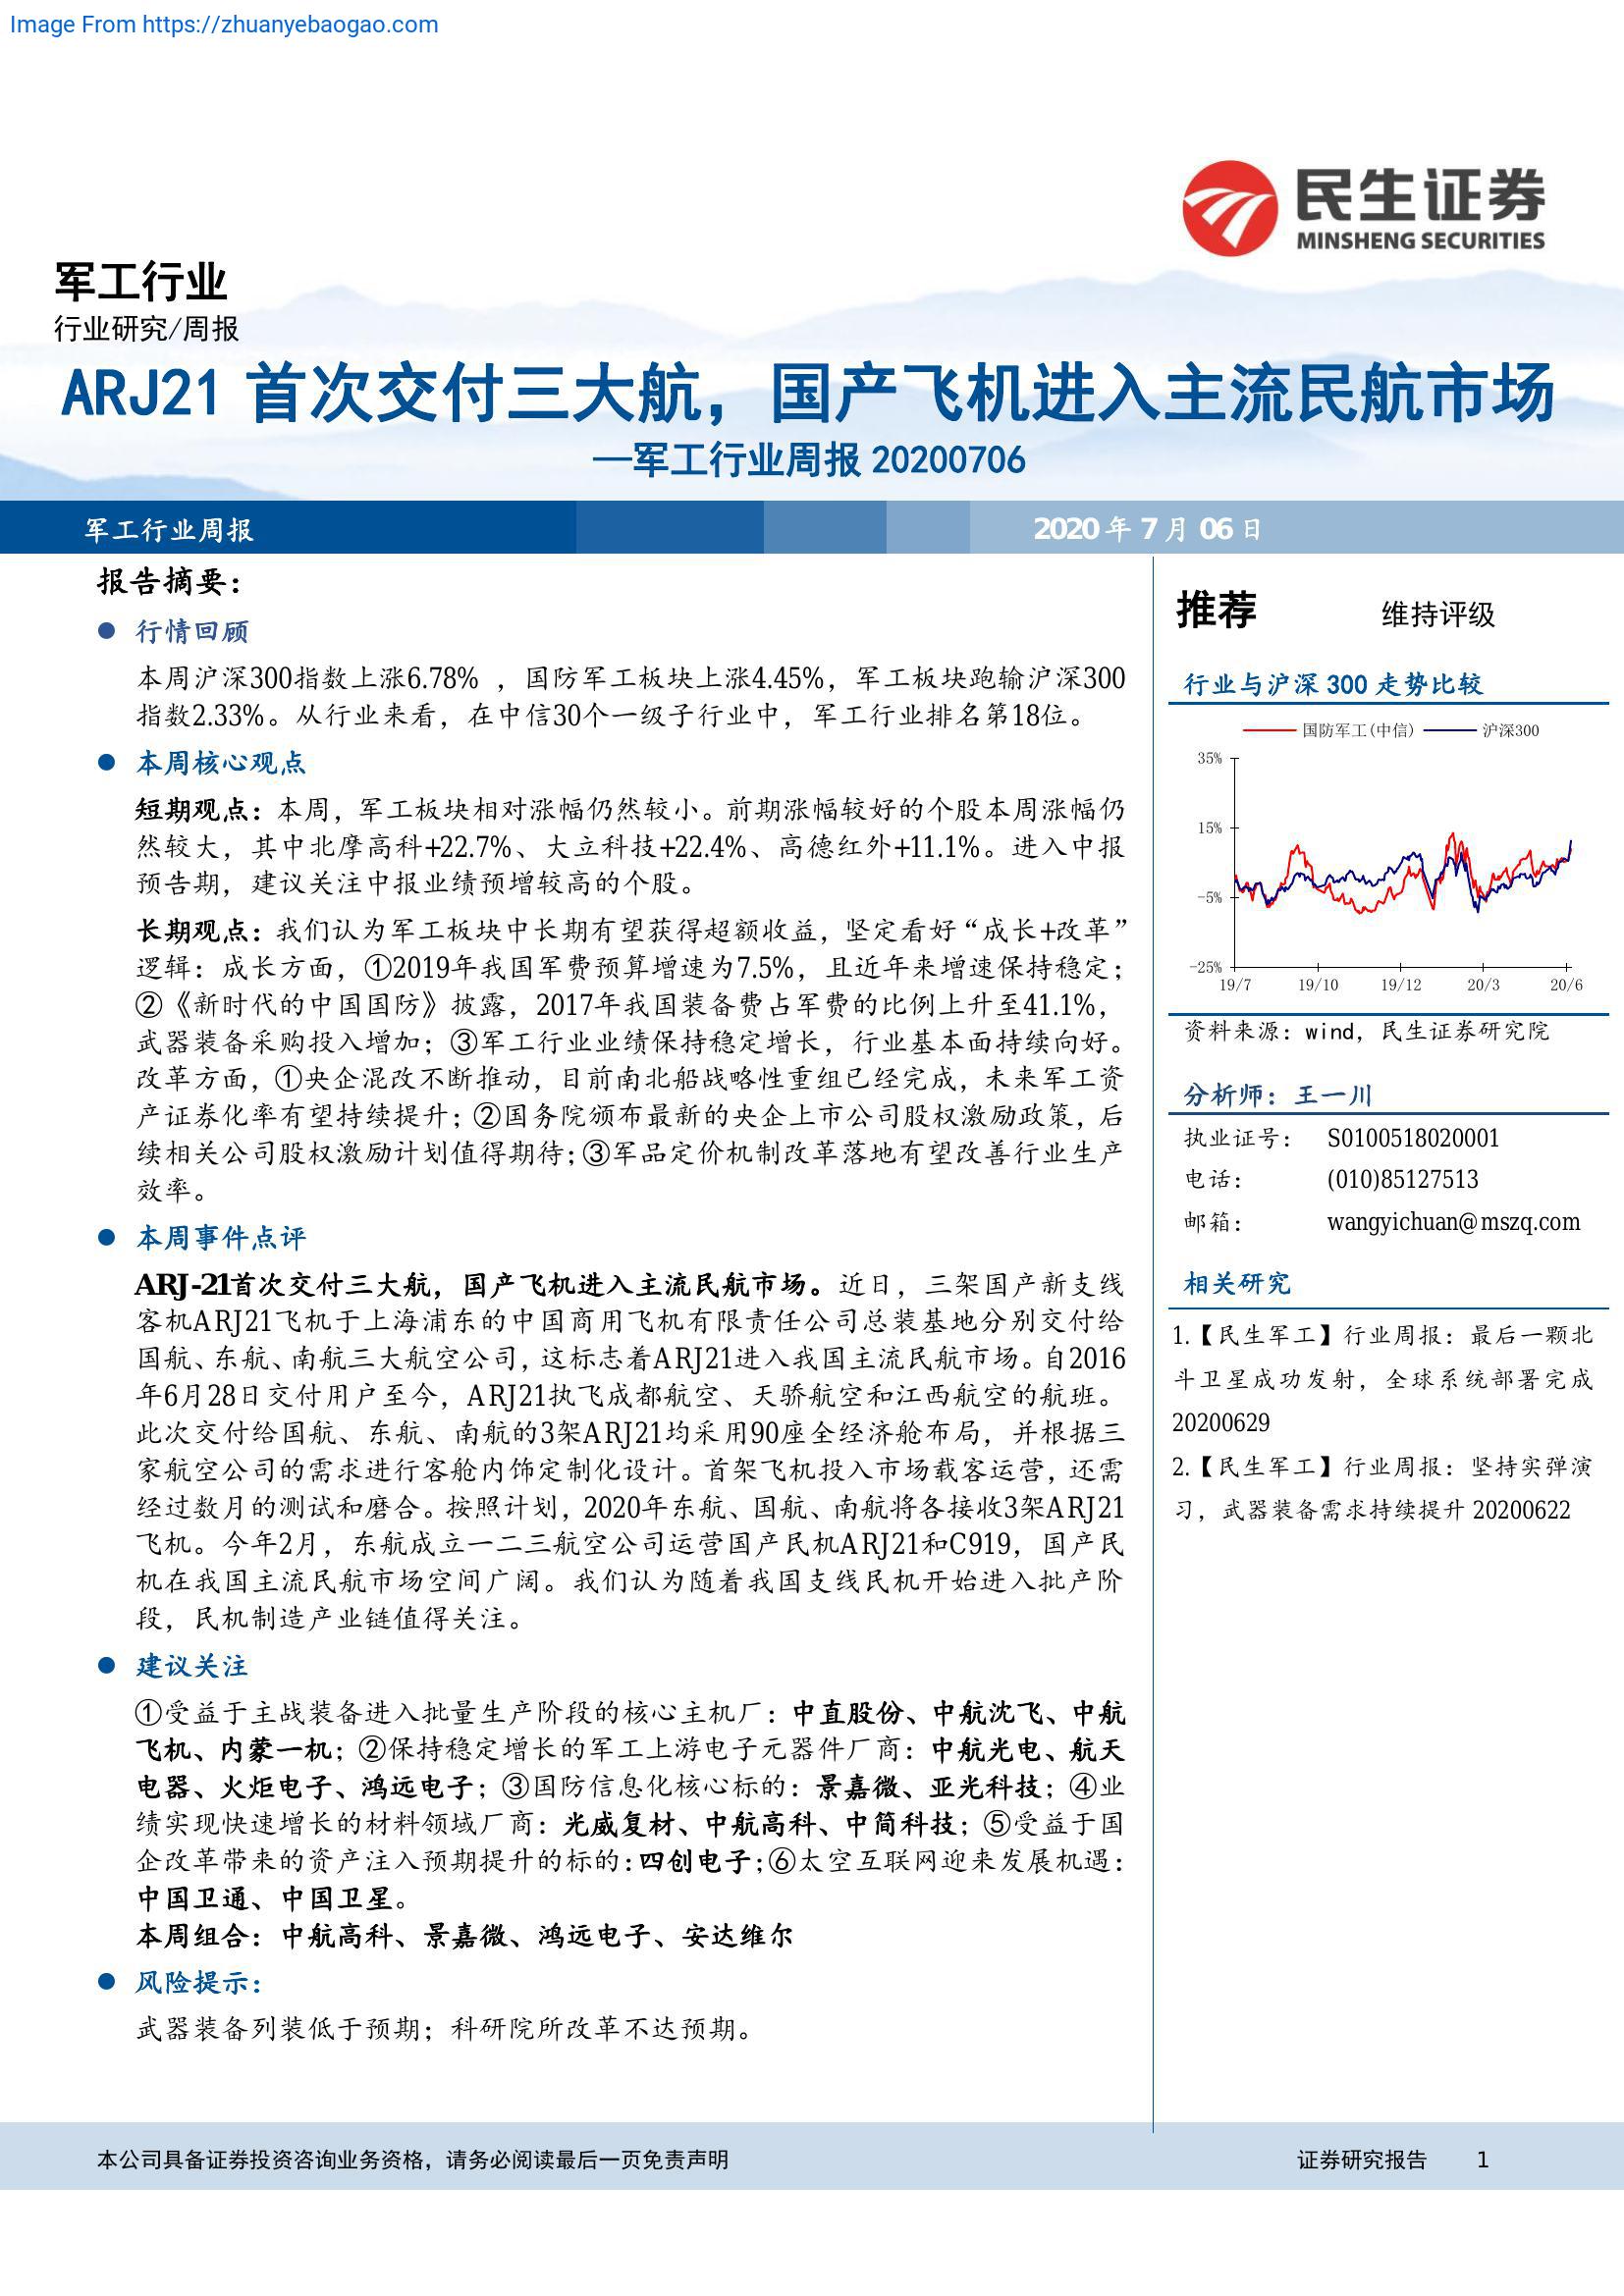 Image From https://zhuanyebaogao.com
民生证券
MINSHENG SECURITIES
军工行业
行业研究/周报
ARJ21 首次交付三大航，国产飞机进入主流民航市场
—军工行业周报 20200706
军工行业周报
2020 年 7 月 06 日
报告摘要：
● 行情回顾
本周沪深300指数上涨6.78% ，国防军工板块上涨4.45%，军工板块跑输沪深300
指数2.33%。从行业来看，在中信30个一级子行业中，军工行业排名第18位。
● 本周核心观点
短期观点：本周，军工板块相对涨幅仍然较小。前期涨幅较好的个股本周涨幅仍
然较大，其中北摩高科+22.7%、大立科技+22.4%、高德红外+11.1%。进入中报
预告期，建议关注中报业绩预增较高的个股。
长期观点：我们认为军工板块中长期有望获得超额收益，坚定看好“成长+改革”
逻辑：成长方面，①2019年我国军费预算增速为7.5%，且近年来增速保持稳定；
②《新时代的中国国防》披露，2017年我国装备费占军费的比例上升至41.1%，
武器装备采购投入增加；③军工行业业绩保持稳定增长，行业基本面持续向好。
改革方面，①央企混改不断推动，目前南北船战略性重组已经完成，未来军工资
产证券化率有望持续提升；②国务院颁布最新的央企上市公司股权激励政策，后
续相关公司股权激励计划值得期待；③军品定价机制改革落地有望改善行业生产
效率。
● 本周事件点评
ARJ-21首次交付三大航，国产飞机进入主流民航市场。近日，三架国产新支线
客机ARJ21飞机于上海浦东的中国商用飞机有限责任公司总装基地分别交付给
国航、东航、南航三大航空公司，这标志着ARJ21进入我国主流民航市场。自2016
年6月28日交付用户至今，ARJ21执飞成都航空、天骄航空和江西航空的航班。
此次交付给国航、东航、南航的3架ARJ21均采用90座全经济舱布局，并根据三
家航空公司的需求进行客舱内饰定制化设计。首架飞机投入市场载客运营，还需
经过数月的测试和磨合。按照计划，2020年东航、国航、南航将各接收3架ARJ21
飞机。今年2月，东航成立一二三航空公司运营国产民机ARJ21和C919，国产民
机在我国主流民航市场空间广阔。我们认为随着我国支线民机开始进入批产阶
段，民机制造产业链值得关注。
● 建议关注
①受益于主战装备进入批量生产阶段的核心主机厂：中直股份、中航沈飞、中航
飞机、内蒙一机；②保持稳定增长的军工上游电子元器件厂商：中航光电、航天
电器、火炬电子、鸿远电子；③国防信息化核心标的：景嘉微、亚光科技；④业
绩实现快速增长的材料领域厂商：光威复材、中航高科、中简科技；⑤受益于国
企改革带来的资产注入预期提升的标的：四创电子；⑥太空互联网迎来发展机遇：
中国卫通、中国卫星。
本周组合：中航高科、景嘉微、鸿远电子、安达维尔
● 风险提示：
武器装备列装低于预期；科研院所改革不达预期。
推荐 维持评级
行业与沪深 300 走势比较
国防军工(中信) 沪深300
35%
15%
-5%
-25%
19/7 19/10 19/12 20/3 20/6
资料来源：wind，民生证券研究院
分析师：王一川
执业证号： S0100518020001
电话： (010)85127513
邮箱： wangyichuan@mszq.com
相关研究
1.【民生军工】行业周报：最后一颗北
斗卫星成功发射，全球系统部署完成
20200629
2.【民生军工】行业周报：坚持实弹演
习，武器装备需求持续提升 20200622
本公司具备证券投资咨询业务资格，请务必阅读最后一页免责声明
证券研究报告 1